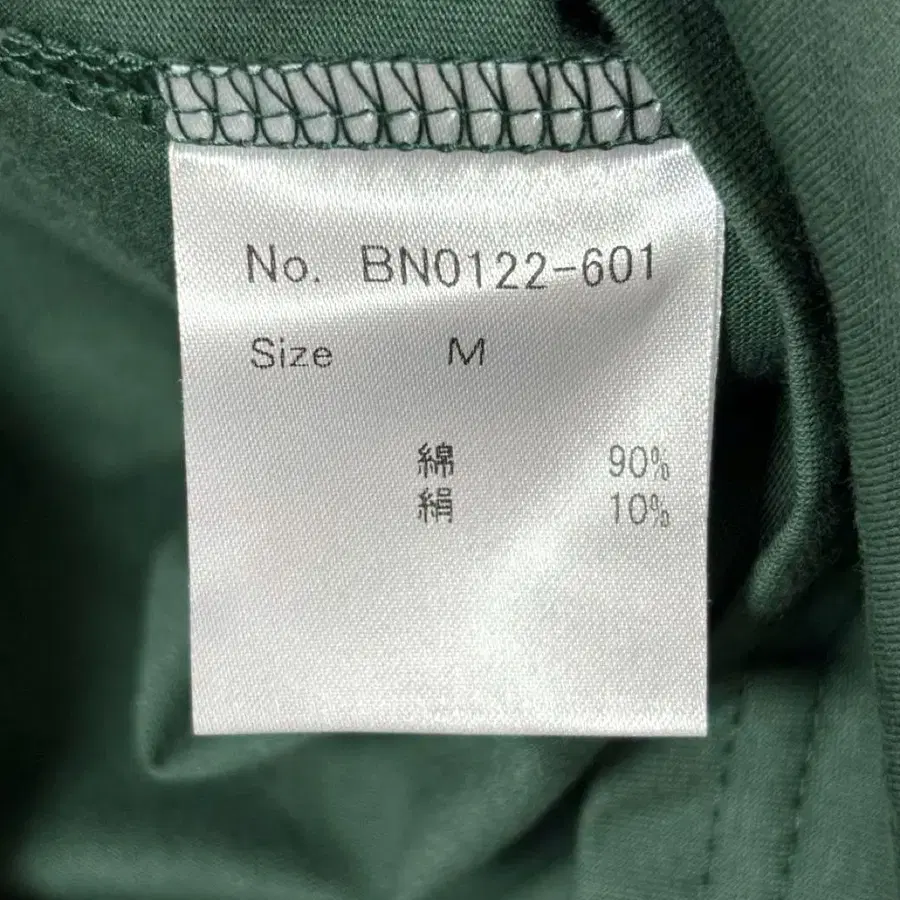 No. BN0122-601
Size M
綿 90%
絹 10%